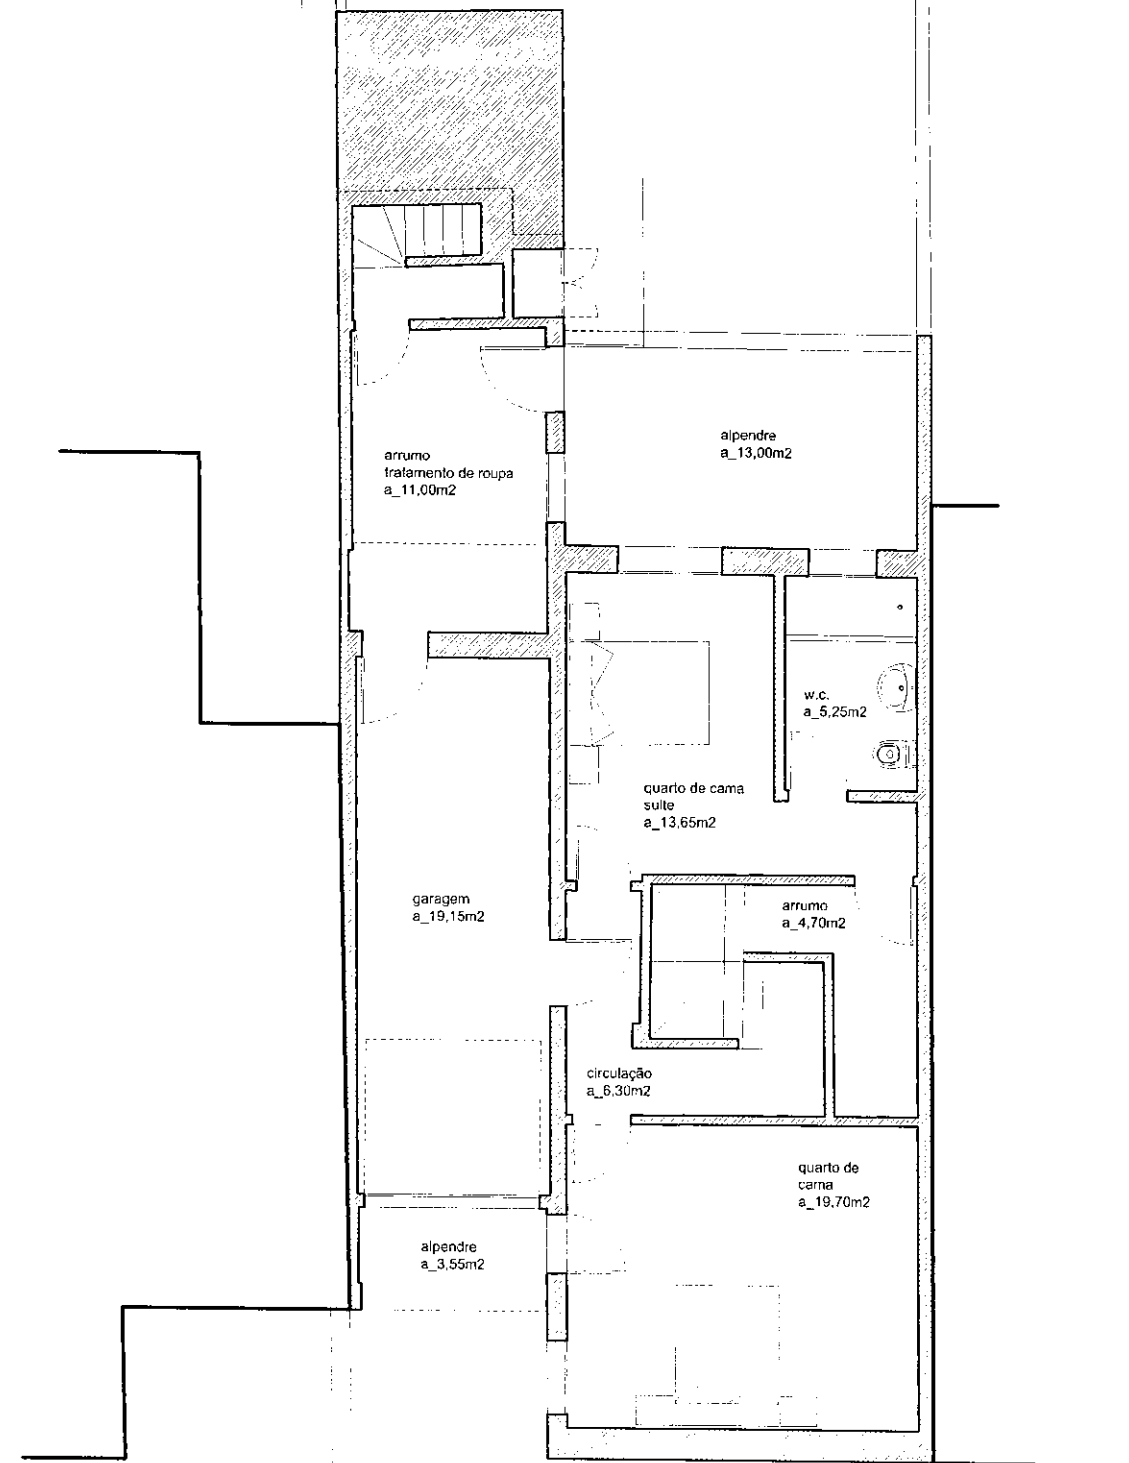 alpendre
a_13,00m2
arrumo
tratamento de roupa
a_11,00m2
w.c.
a_5,25m2
quarto de cama
suite
a_13,65m2
garagem
a_19,15m2
arrumo
a_4,70m2
circulação
a_6,30m2
quarto de
cama
a_19,70m2
alpendre
a_3,55m2